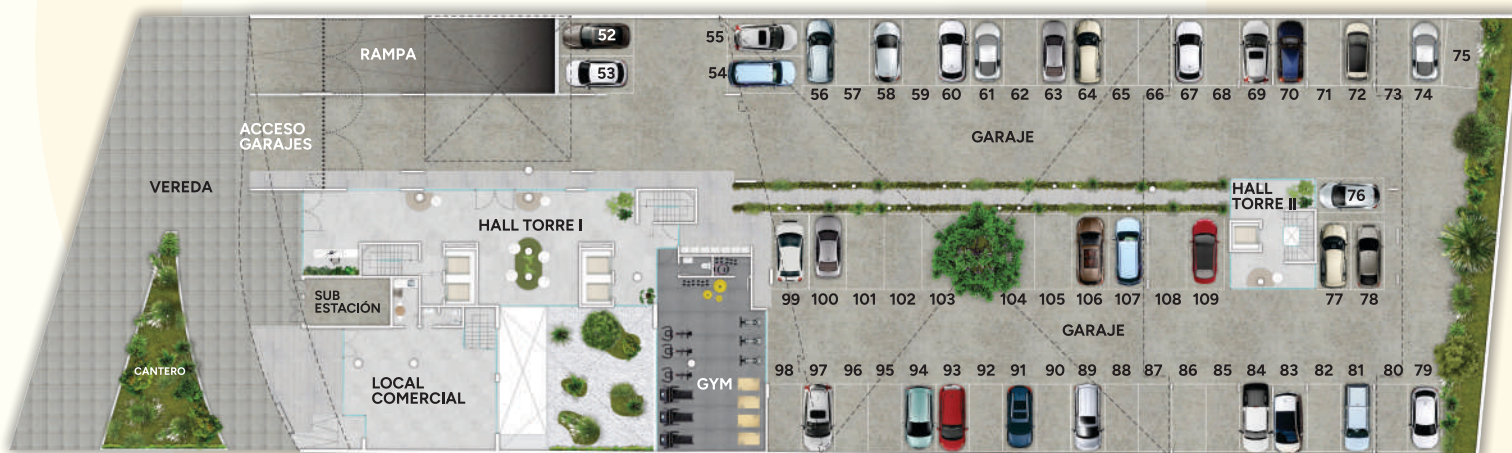 RAMPA
52
53
55
54
56 57 58 59 60 61 62 63 64 65 66 67 68 69 70 71 72 73 74
75
ACCESO
GARAJES
GARAJE
VEREDA
HALL TORRE I
HALL
TORRE II
76
SUB
ESTACIÓN
99 100 101 102 103 104 105 106 107 108 109
77 78
GARAJE
CANTERO
LOCAL
COMERCIAL
GYM
98 97 96 95 94 93 92 91 90 89 88 87 86 85 84 83 82 81 80 79